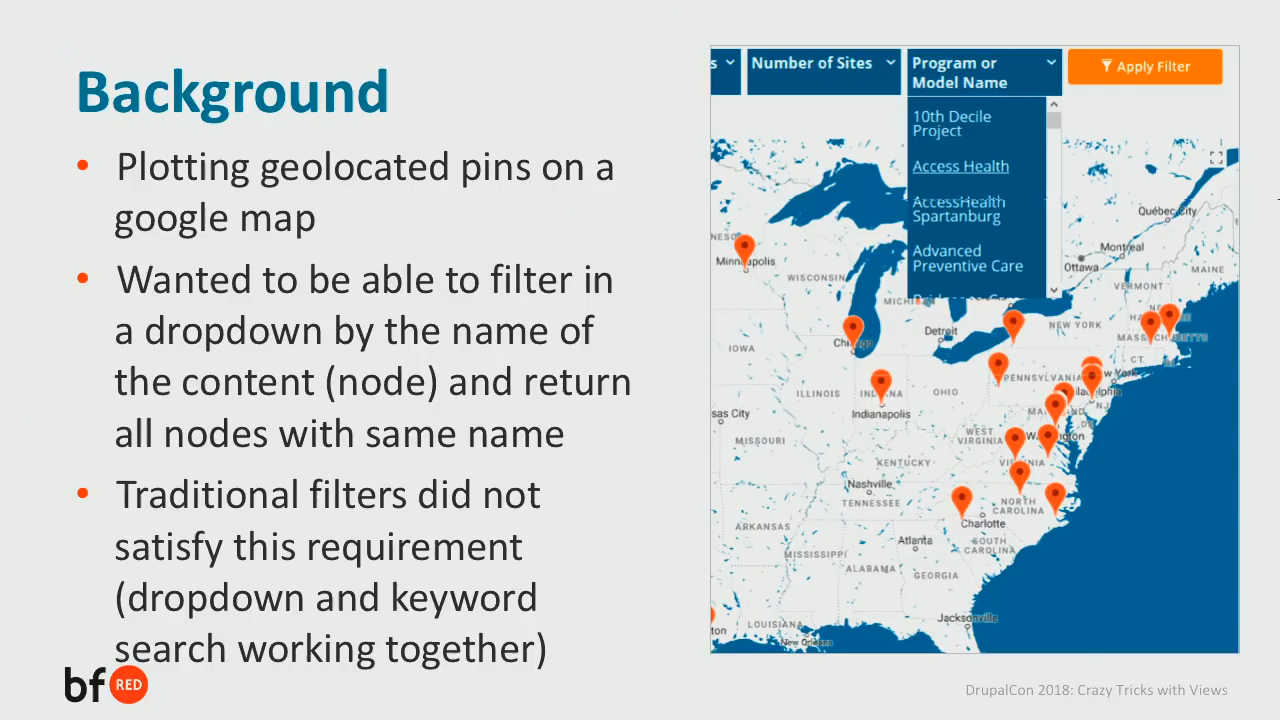 Background
• Plotting geolocated pins on a
google map
• Wanted to be able to filter in
a dropdown by the name of
the content (node) and return
all nodes with same name
• Traditional filters did not
satisfy this requirement
(dropdown and keyword
search working together)
bf RED
s
Number of Sites
Program or
Model Name
Apply Filter
10th Decile
Project
Access Health
AccessHealth
Spartanburg
Advanced
Preventive Care
Québec City
Montreal
Ottawa
MAINE
VERMONT
Minneapolis
WISCONSIN
NEW YORK
Detroit
IOWA
CT
PENNSYLVANIA
ILLINOIS
OHIO
Indianapolis
NJ
sas City
MISSOURI
WEST
VIRGINIA
KENTUCKY
VIRGINIA
Nashville
TENNESSEE
NORTH
CAROLINA
Charlotte
ARKANSAS
Atlanta
SOUTH
CAROLINA
MISSISSIPPI
ALABAMA
GEORGIA
Jacksonville
LOUISIANA
ton
New Orleans
DrupalCon 2018: Crazy Tricks with Views